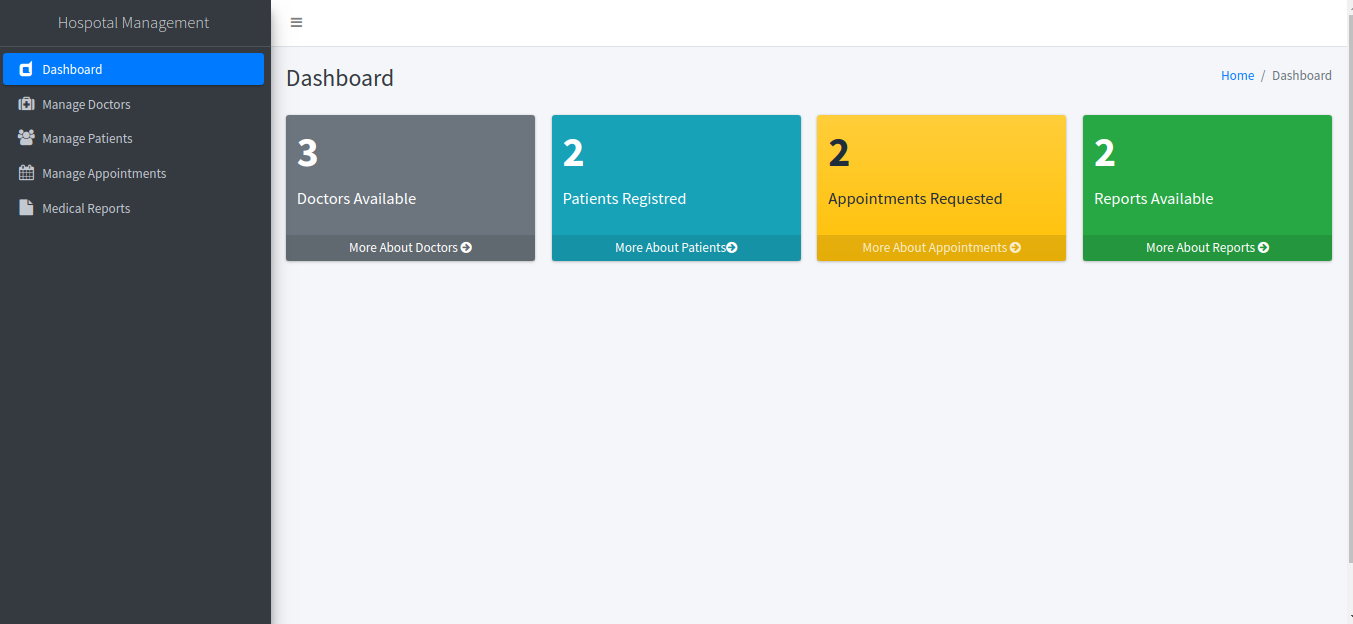 Hospotal Management
Dashboard
Manage Doctors
Manage Patients
Manage Appointments
Medical Reports
Dashboard
Home / Dashboard
3
Doctors Available
More About Doctors
2
Patients Registred
More About Patients
2
Appointments Requested
More About Appointments
2
Reports Available
More About Reports